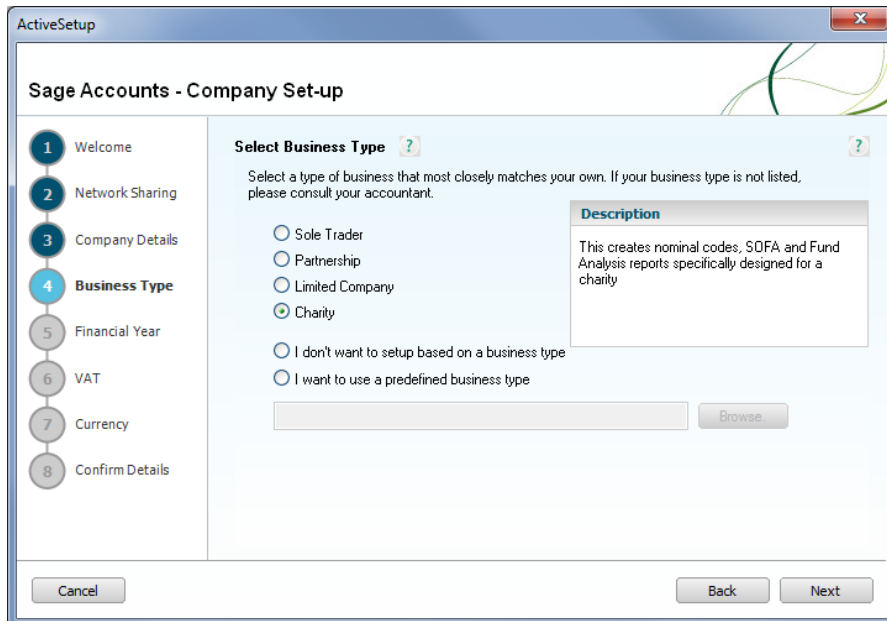 ActiveSetup
Sage Accounts - Company Set-up
1 Welcome
2 Network Sharing
3 Company Details
4 Business Type
5 Financial Year
6 VAT
7 Currency
8 Confirm Details
Select Business Type ?
?
Select a type of business that most closely matches your own. If your business type is not listed,
please consult your accountant.
Sole Trader
Partnership
Limited Company
Charity
I don't want to setup based on a business type
I want to use a predefined business type
Description
This creates nominal codes, SOFA and Fund
Analysis reports specifically designed for a
charity
Browse.
Cancel
Back
Next